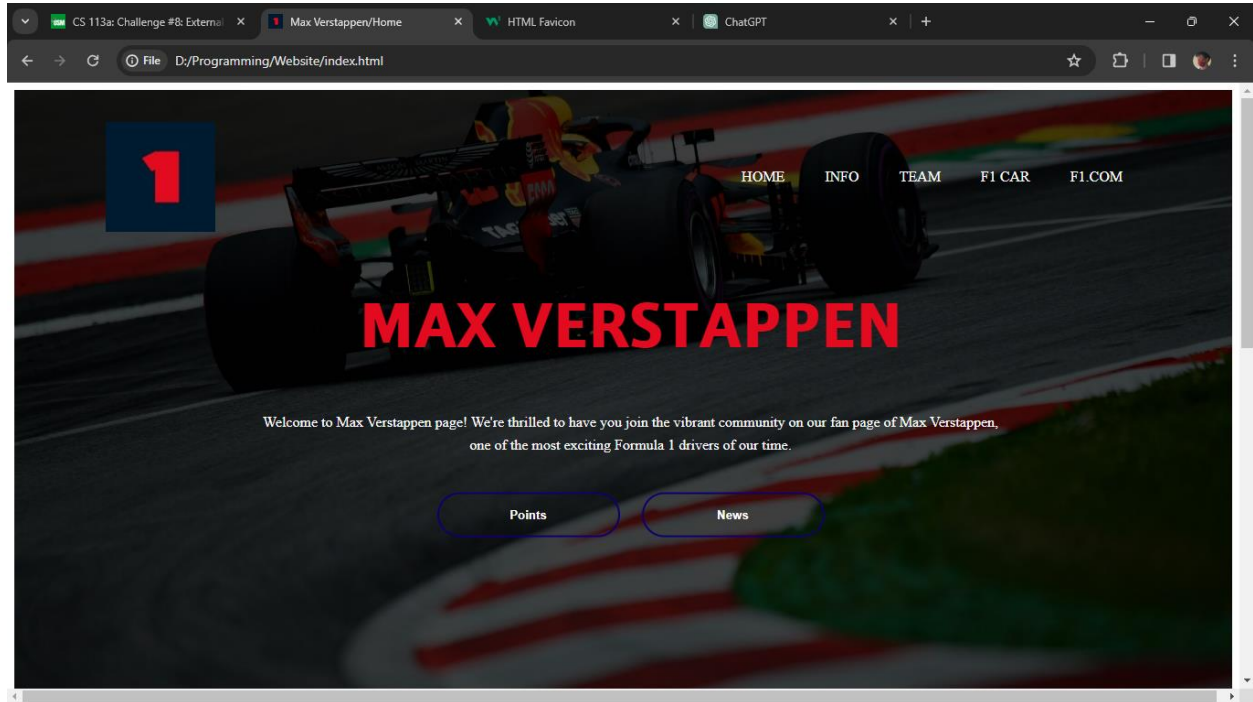 CS 113a: Challenge #8: External
Max Verstappen/Home
HTML Favicon
ChatGPT
File D:/Programming/Website/index.html
1
HOME INFO TEAM F1 CAR F1.COM
MAX VERSTAPPEN
Welcome to Max Verstappen page! We're thrilled to have you join the vibrant community on our fan page of Max Verstappen,
one of the most exciting Formula 1 drivers of our time.
Points News